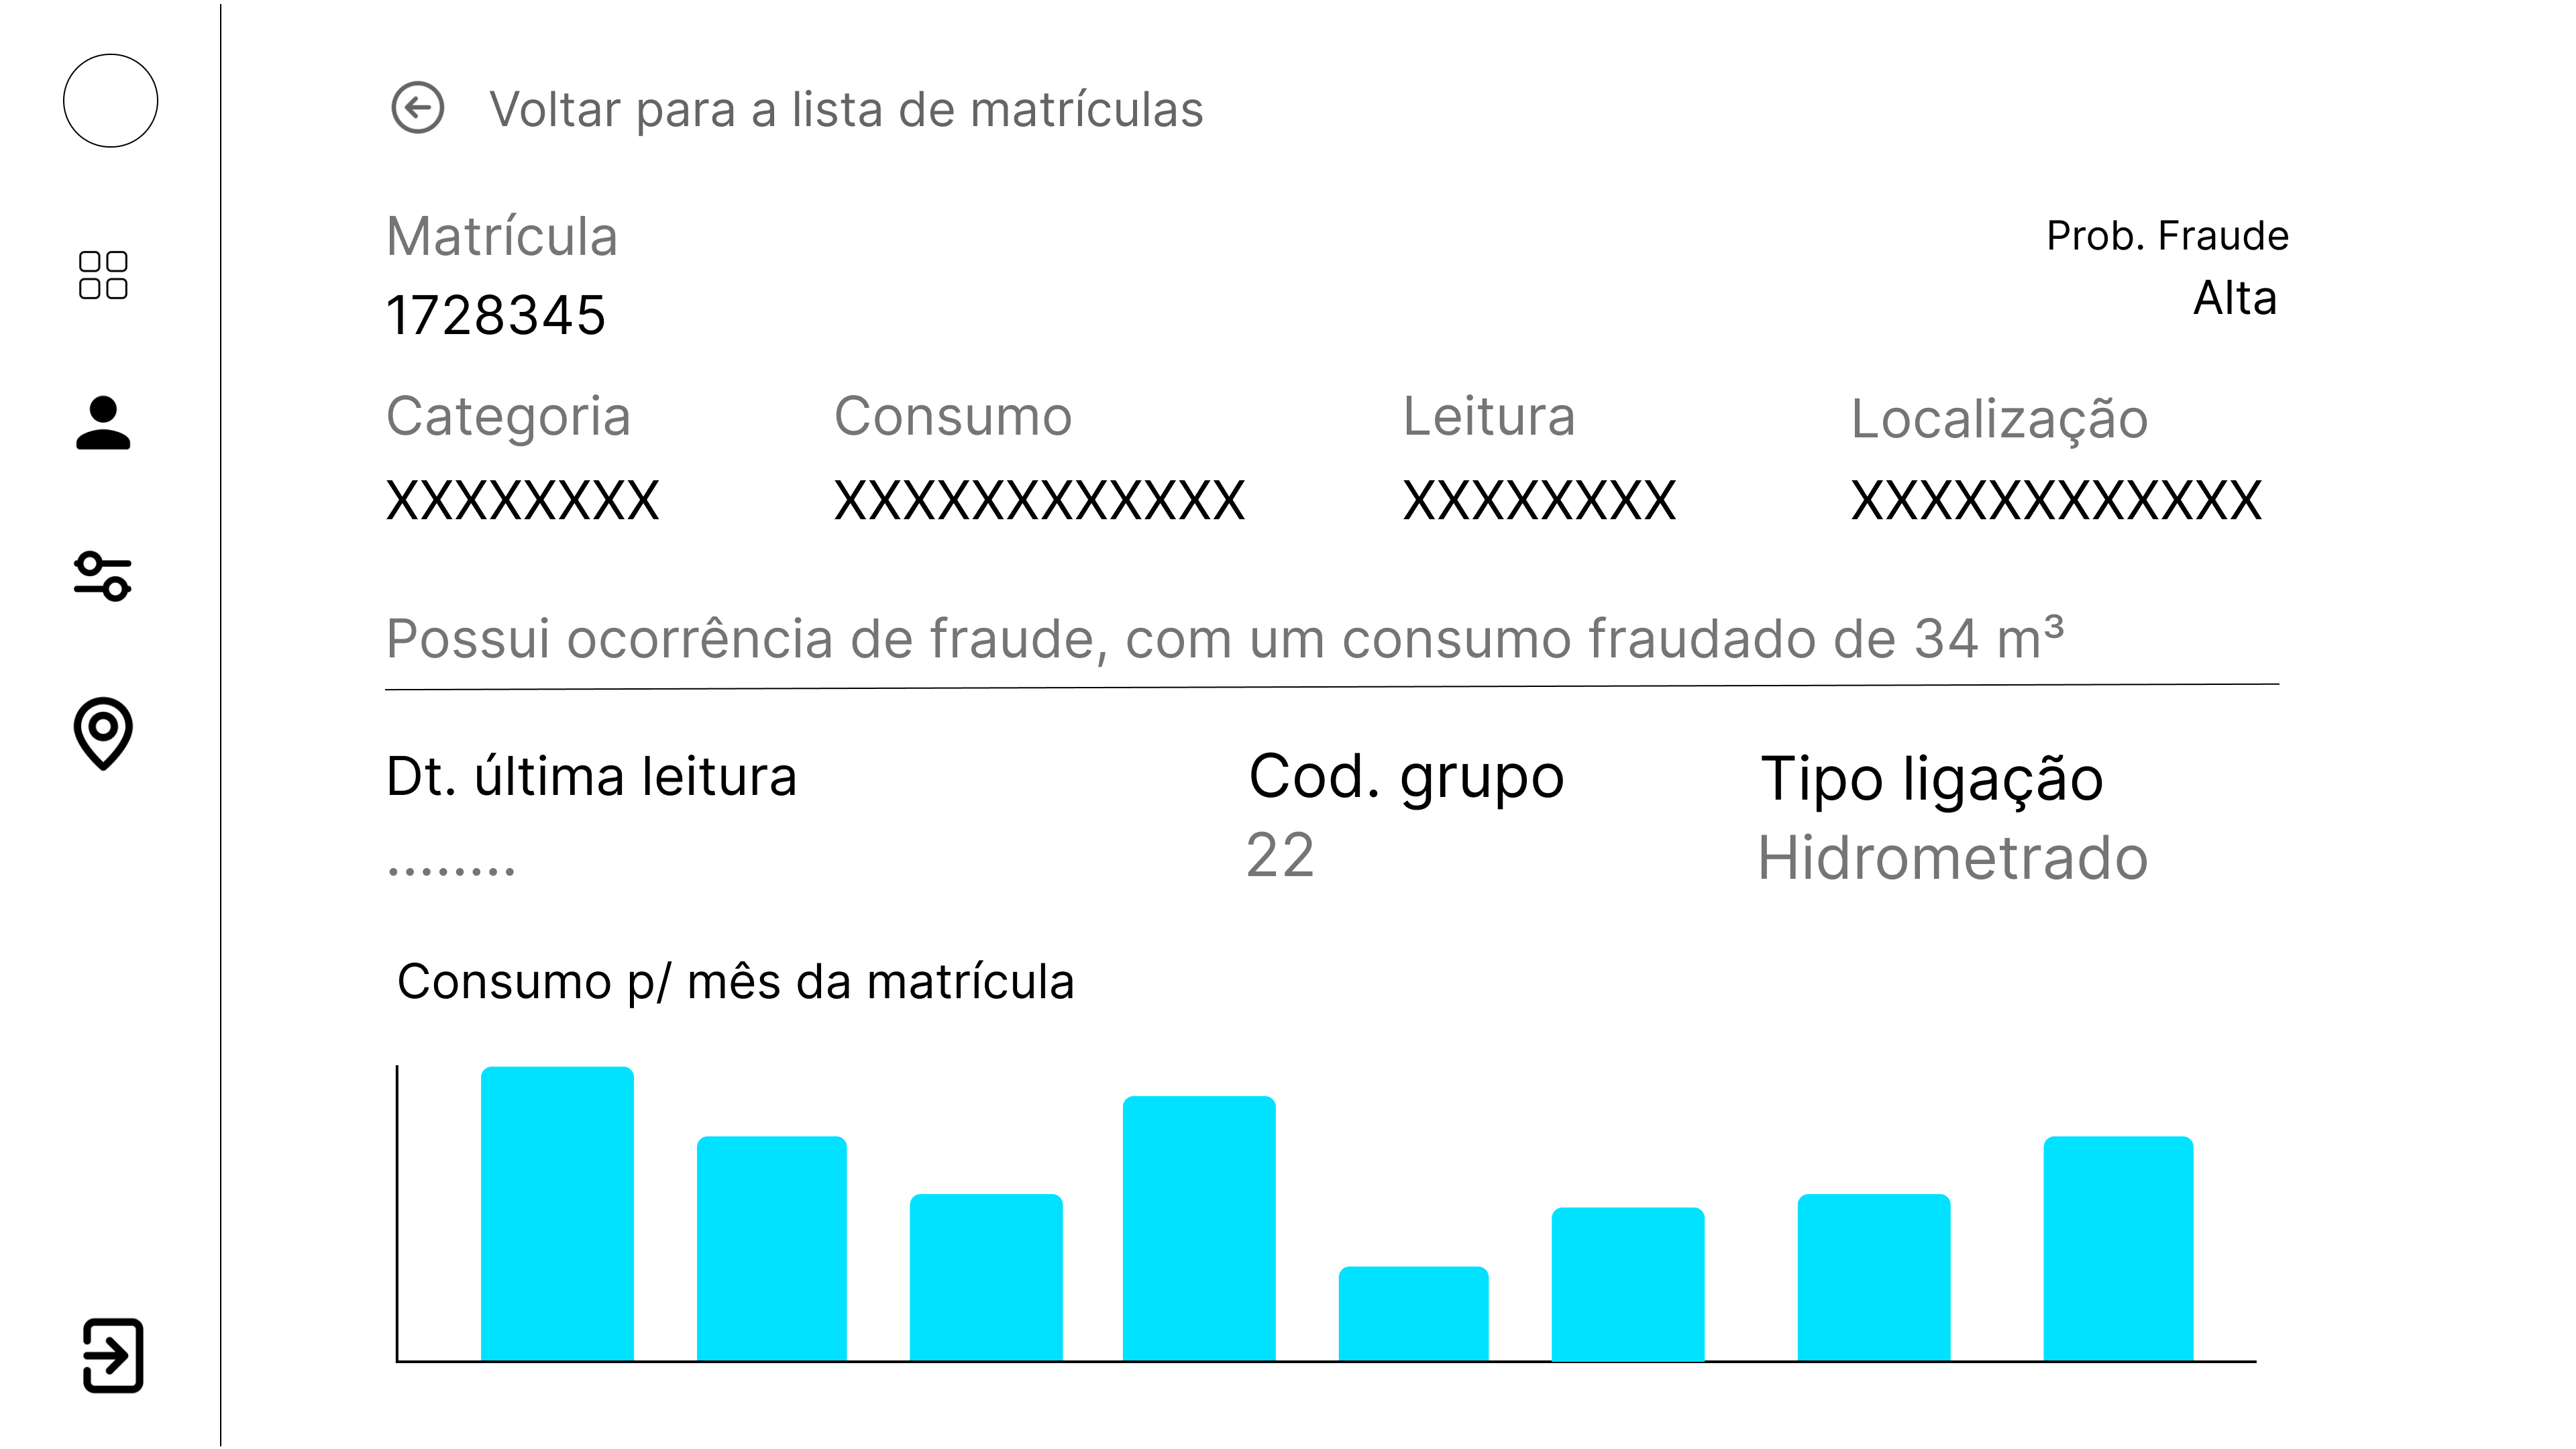 Voltar para a lista de matrículas
Matrícula
1728345
Prob. Fraude
Alta
Categoria
XXXXXXXX
Consumo
XXXXXXXXXXXX
Leitura
XXXXXXXX
Localização
XXXXXXXXXXXX
Possui ocorrência de fraude, com um consumo fraudado de 34 m³
Dt. última leitura
........
Cod. grupo
22
Tipo ligação
Hidrometrado
Consumo p/ mês da matrícula